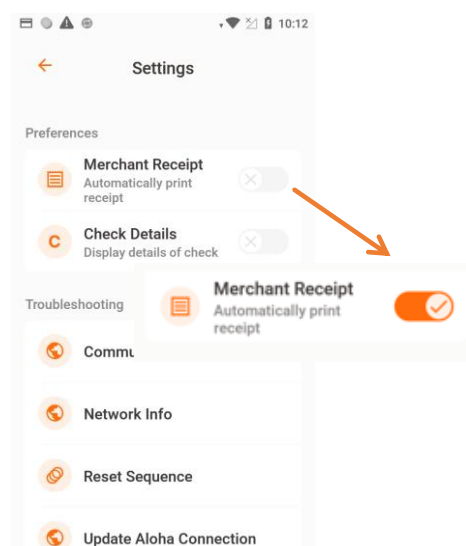 10:12
Settings
Preferences
Merchant Receipt
Automatically print
receipt
C
Check Details
Display details of check
Merchant Receipt
Automatically print
receipt
Troubleshooting
Commu
Network Info
Reset Sequence
Update Aloha Connection